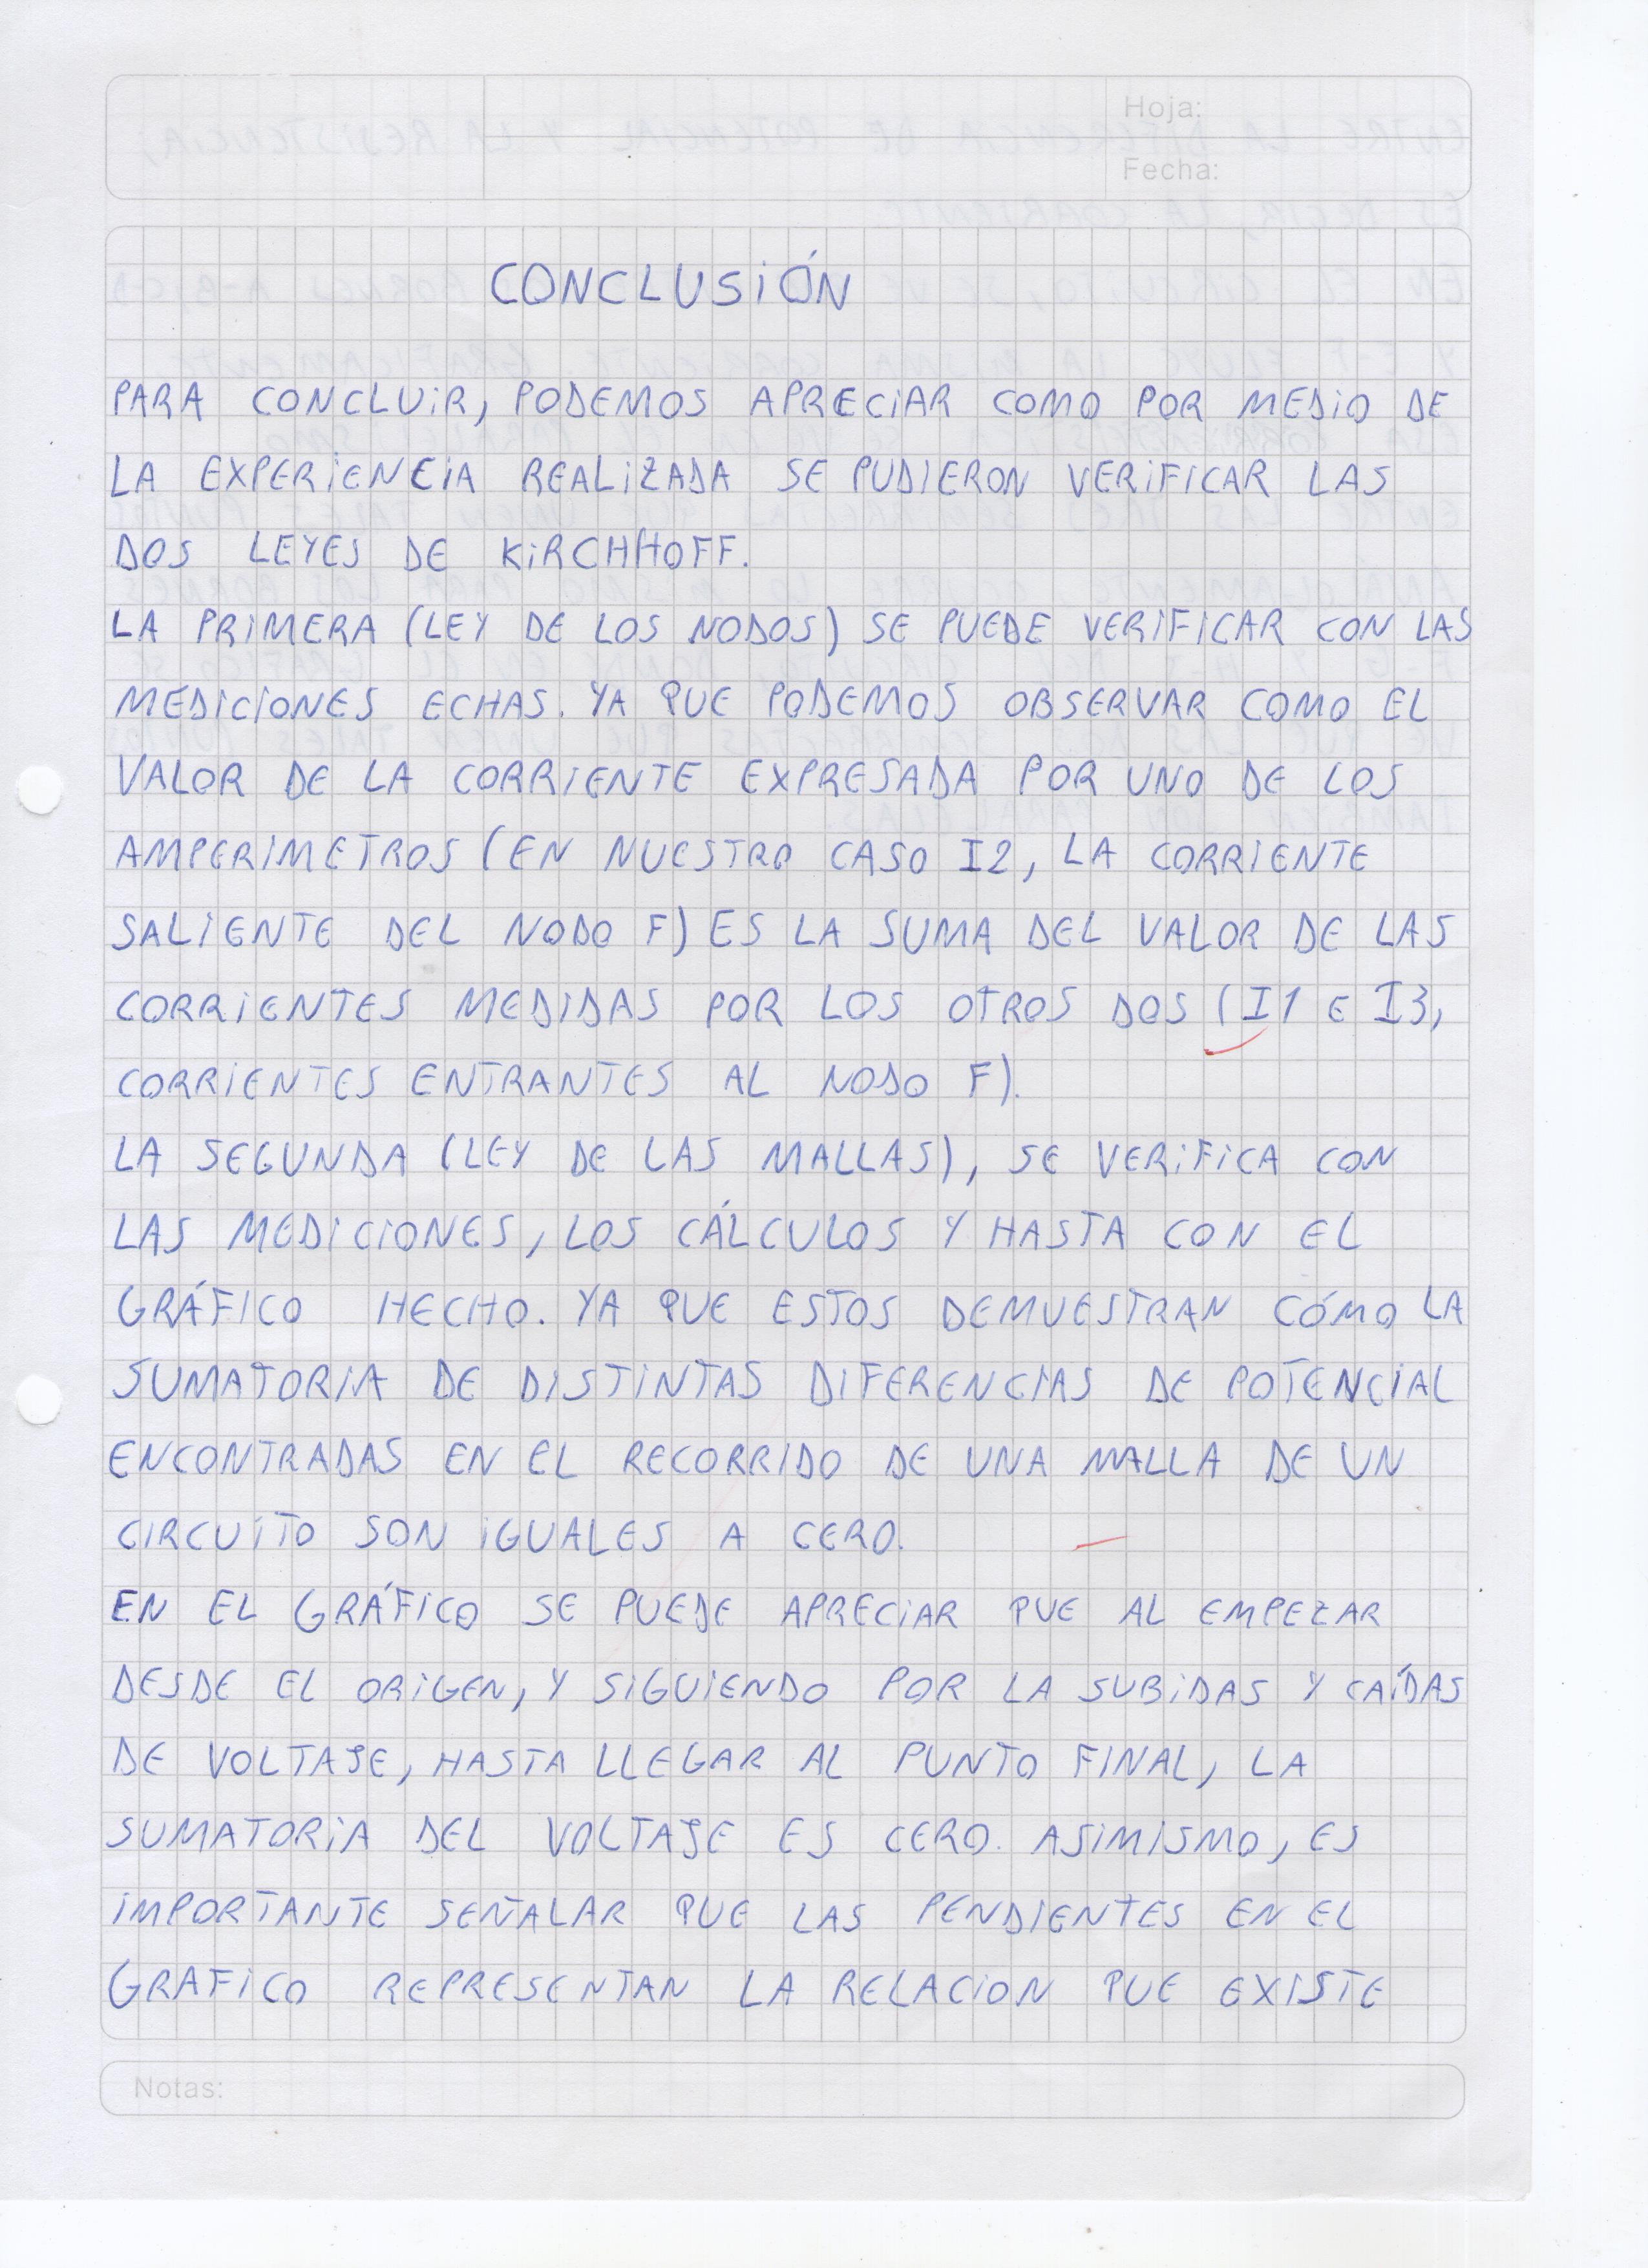 Hoja:
Fecha:
CONCLUSIÓN
PARA CONCLUIR, PODEMOS APRECIAR COMO POR MEDIO DE
LA EXPERIENCIA REALIZADA SE PUDIERON VERIFICAR LAS
DOS LEYES DE KIRCHHOFF.
LA PRIMERA (LEY DE LOS NODOS) SE PUEDE VERIFICAR CON LAS
MEDICIONES ECHAS. YA QUE PODEMOS OBSERVAR COMO EL
VALOR DE LA CORRIENTE EXPRESADA POR UNO DE LOS
AMPERIMETROS (EN NUESTRO CASO I2, LA CORRIENTE
SALIENTE DEL NODO F) ES LA SUMA DEL VALOR DE LAS
CORRIENTES MEDIDAS POR LOS OTROS DOS (I1 E I3,
CORRIENTES ENTRANTES AL NODO F).
LA SEGUNDA (LEY DE LAS MALLAS), SE VERIFICA CON
LAS MEDICIONES, LOS CÁLCULOS Y HASTA CON EL
GRÁFICO HECHO. YA QUE ESTOS DEMUESTRAN CÓMO LA
SUMATORIA DE DISTINTAS DIFERENCIAS DE POTENCIAL
ENCONTRADAS EN EL RECORRIDO DE UNA MALLA DE UN
CIRCUITO SON IGUALES A CERO.
EN EL GRÁFICO SE PUEDE APRECIAR QUE AL EMPEZAR
DESDE EL ORIGEN, Y SIGUIENDO POR LA SUBIDAS Y CAÍDAS
DE VOLTAJE, HASTA LLEGAR AL PUNTO FINAL, LA
SUMATORIA DEL VOLTAJE ES CERO. ASIMISMO, ES
IMPORTANTE SEÑALAR QUE LAS PENDIENTES EN EL
GRAFICO REPRESENTAN LA RELACION QUE EXISTE
Notas: